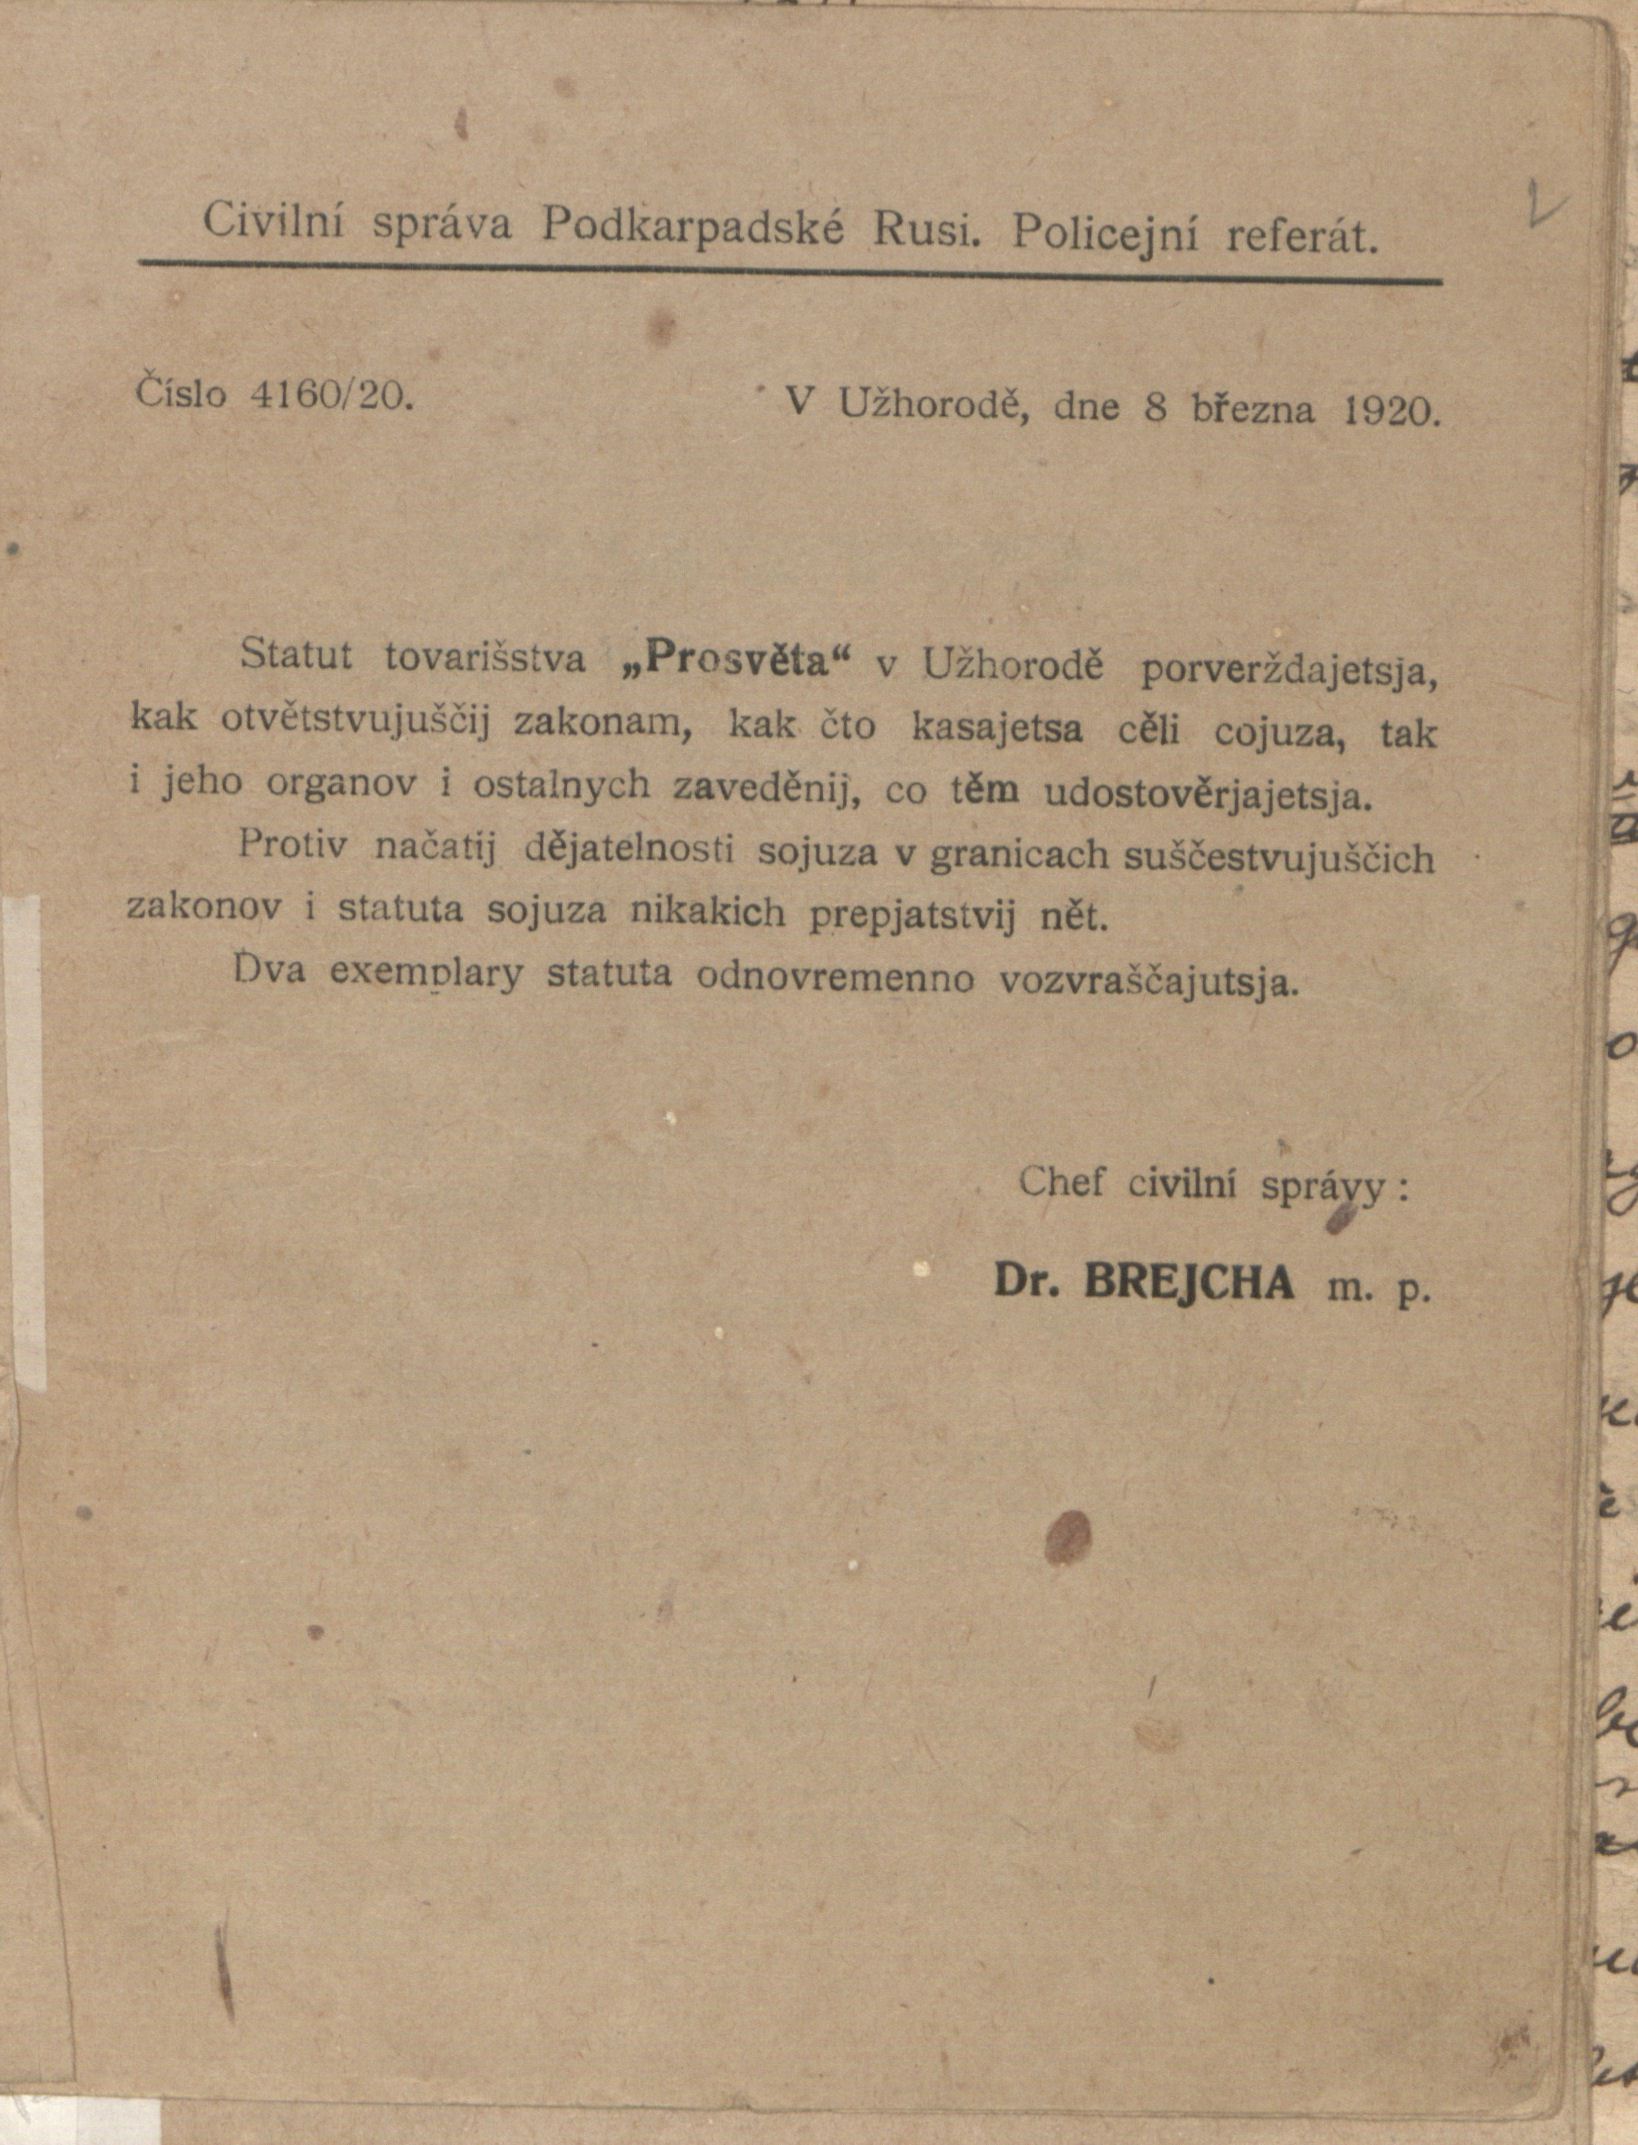 Civilní správa Podkarpadské Rusi. Policejní referát.
Číslo 4160/20.
V Užhorodě, dne 8 března 1920.
Statut tovarišstva „Prosvěta“ v Užhorodě porverždajetsja,
kak otvětstvujuščij zakonam, kak čto kasajetsa cěli cojuza, tak
i jeho organov i ostalnych zaveděnij, co těm udostověrjajetsja.
Protiv načatij dějatelnosti sojuza v granicach suščestvujuščich
zakonov i statuta sojuza nikakich prepjatstvij nět.
Dva exemplary statuta odnovremenno vozvraščajutsja.
Chef civilní správy:
Dr. BREJCHA m. p.